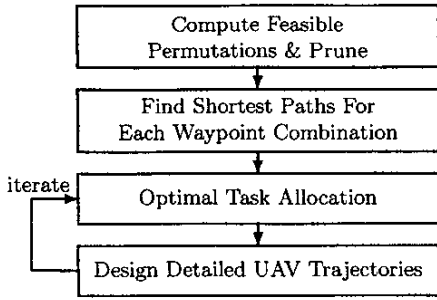 Compute Feasible
Permutations & Prune
Find Shortest Paths For
Each Waypoint Combination
iterate
Optimal Task Allocation
Design Detailed UAV Trajectories